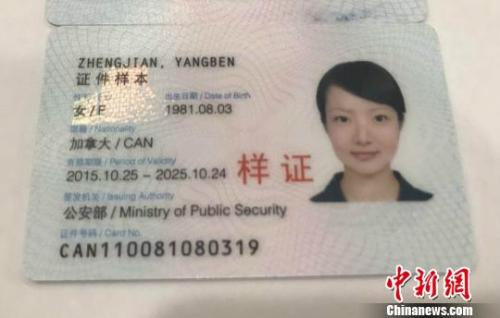 ZHENGJIAN, YANGBEN
证件样本
出生日期 / Date of Birth
女 / F
1981.08.03
国籍 / Nationality
加拿大 / CAN
有效期限 / Period of Validity
2015.10.25 – 2025.10.24
样证
签发机关 / Issuing Authority
公安部 / Ministry of Public Security
证件号码 / Card No.
CAN110081080319
中新網
Chinanews.com